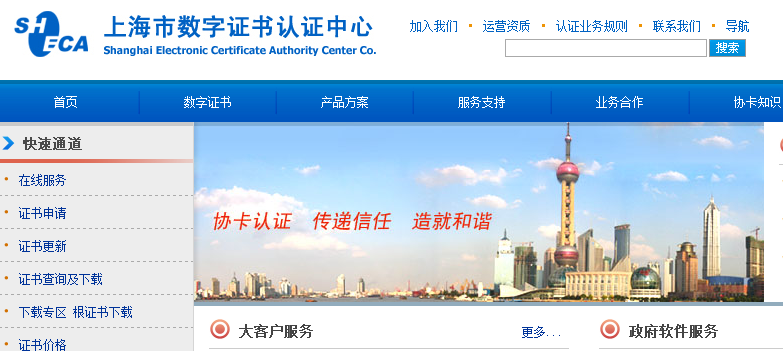 SHECA 上海市数字证书认证中心
Shanghai Electronic Certificate Authority Center Co.
加入我们 运营资质 认证业务规则 联系我们 导航
搜索
首页 数字证书 产品方案 服务支持 业务合作 协卡知识
快速通道
在线服务
证书申请
证书更新
证书查询及下载
下载专区 根证书下载
证书价格
协卡认证 传递信任 造就和谐
大客户服务 更多...
政府软件服务